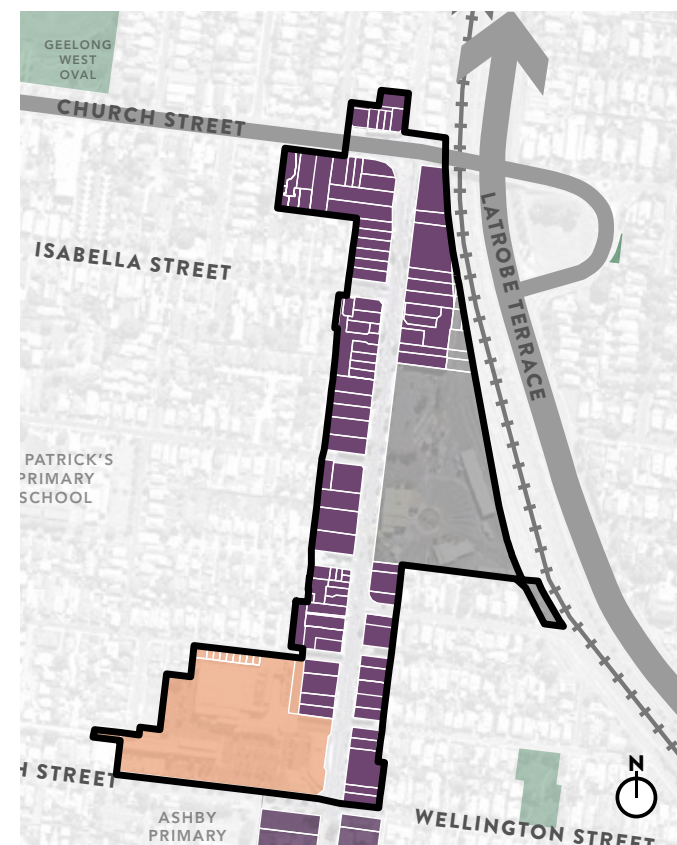 GEELONG
WEST
OVAL
CHURCH STREET
ISABELLA STREET
LATROBE TERRACE
PATRICK'S
PRIMARY
SCHOOL
N
H STREET
ASHBY
PRIMARY
WELLINGTON STREET